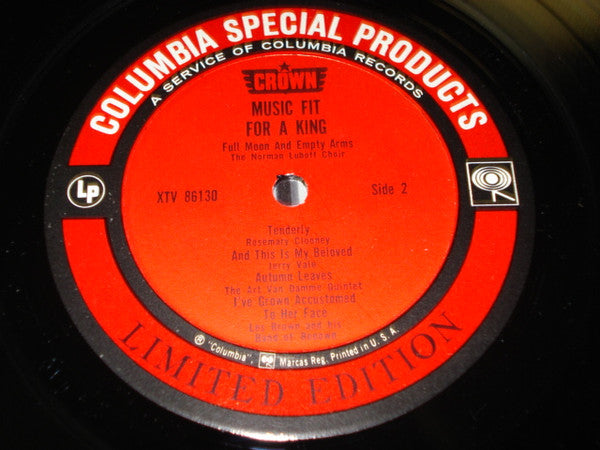 COLUMBIA SPECIAL PRODUCTS
A SERVICE OF COLUMBIA RECORDS
CROWN
MUSIC FIT
FOR A KING
Full Moon And Empty Arms
The Norman Luboff Choir
LP
XTV 86130
Side 2
Tenderly
Rosemary Clooney
And This Is My Beloved
Jerry Vale
Autumn Leaves
The Art Van Damme Quintet
I've Grown Accustomed
To Her Face
Les Brown and his
Band of Renown
® "Columbia", Marcas Reg. Printed in U.S.A.
LIMITED EDITION